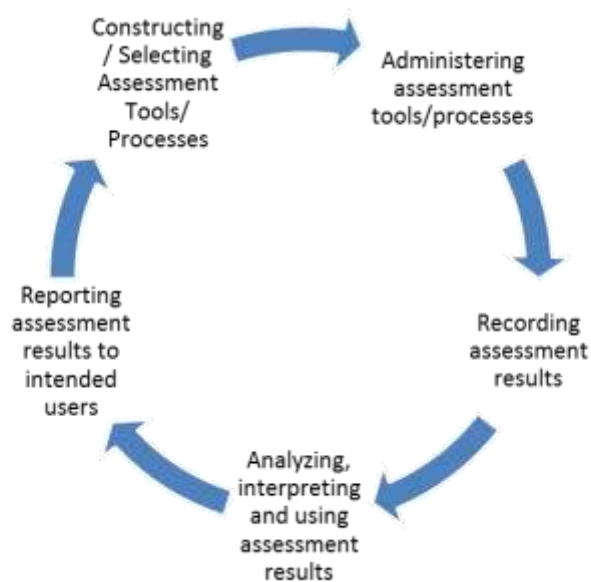 Constructing
/ Selecting
Assessment
Tools/
Processes
Administering
assessment
tools/processes
Recording
assessment
results
Analyzing,
interpreting
and using
assessment
results
Reporting
assessment
results to
intended
users